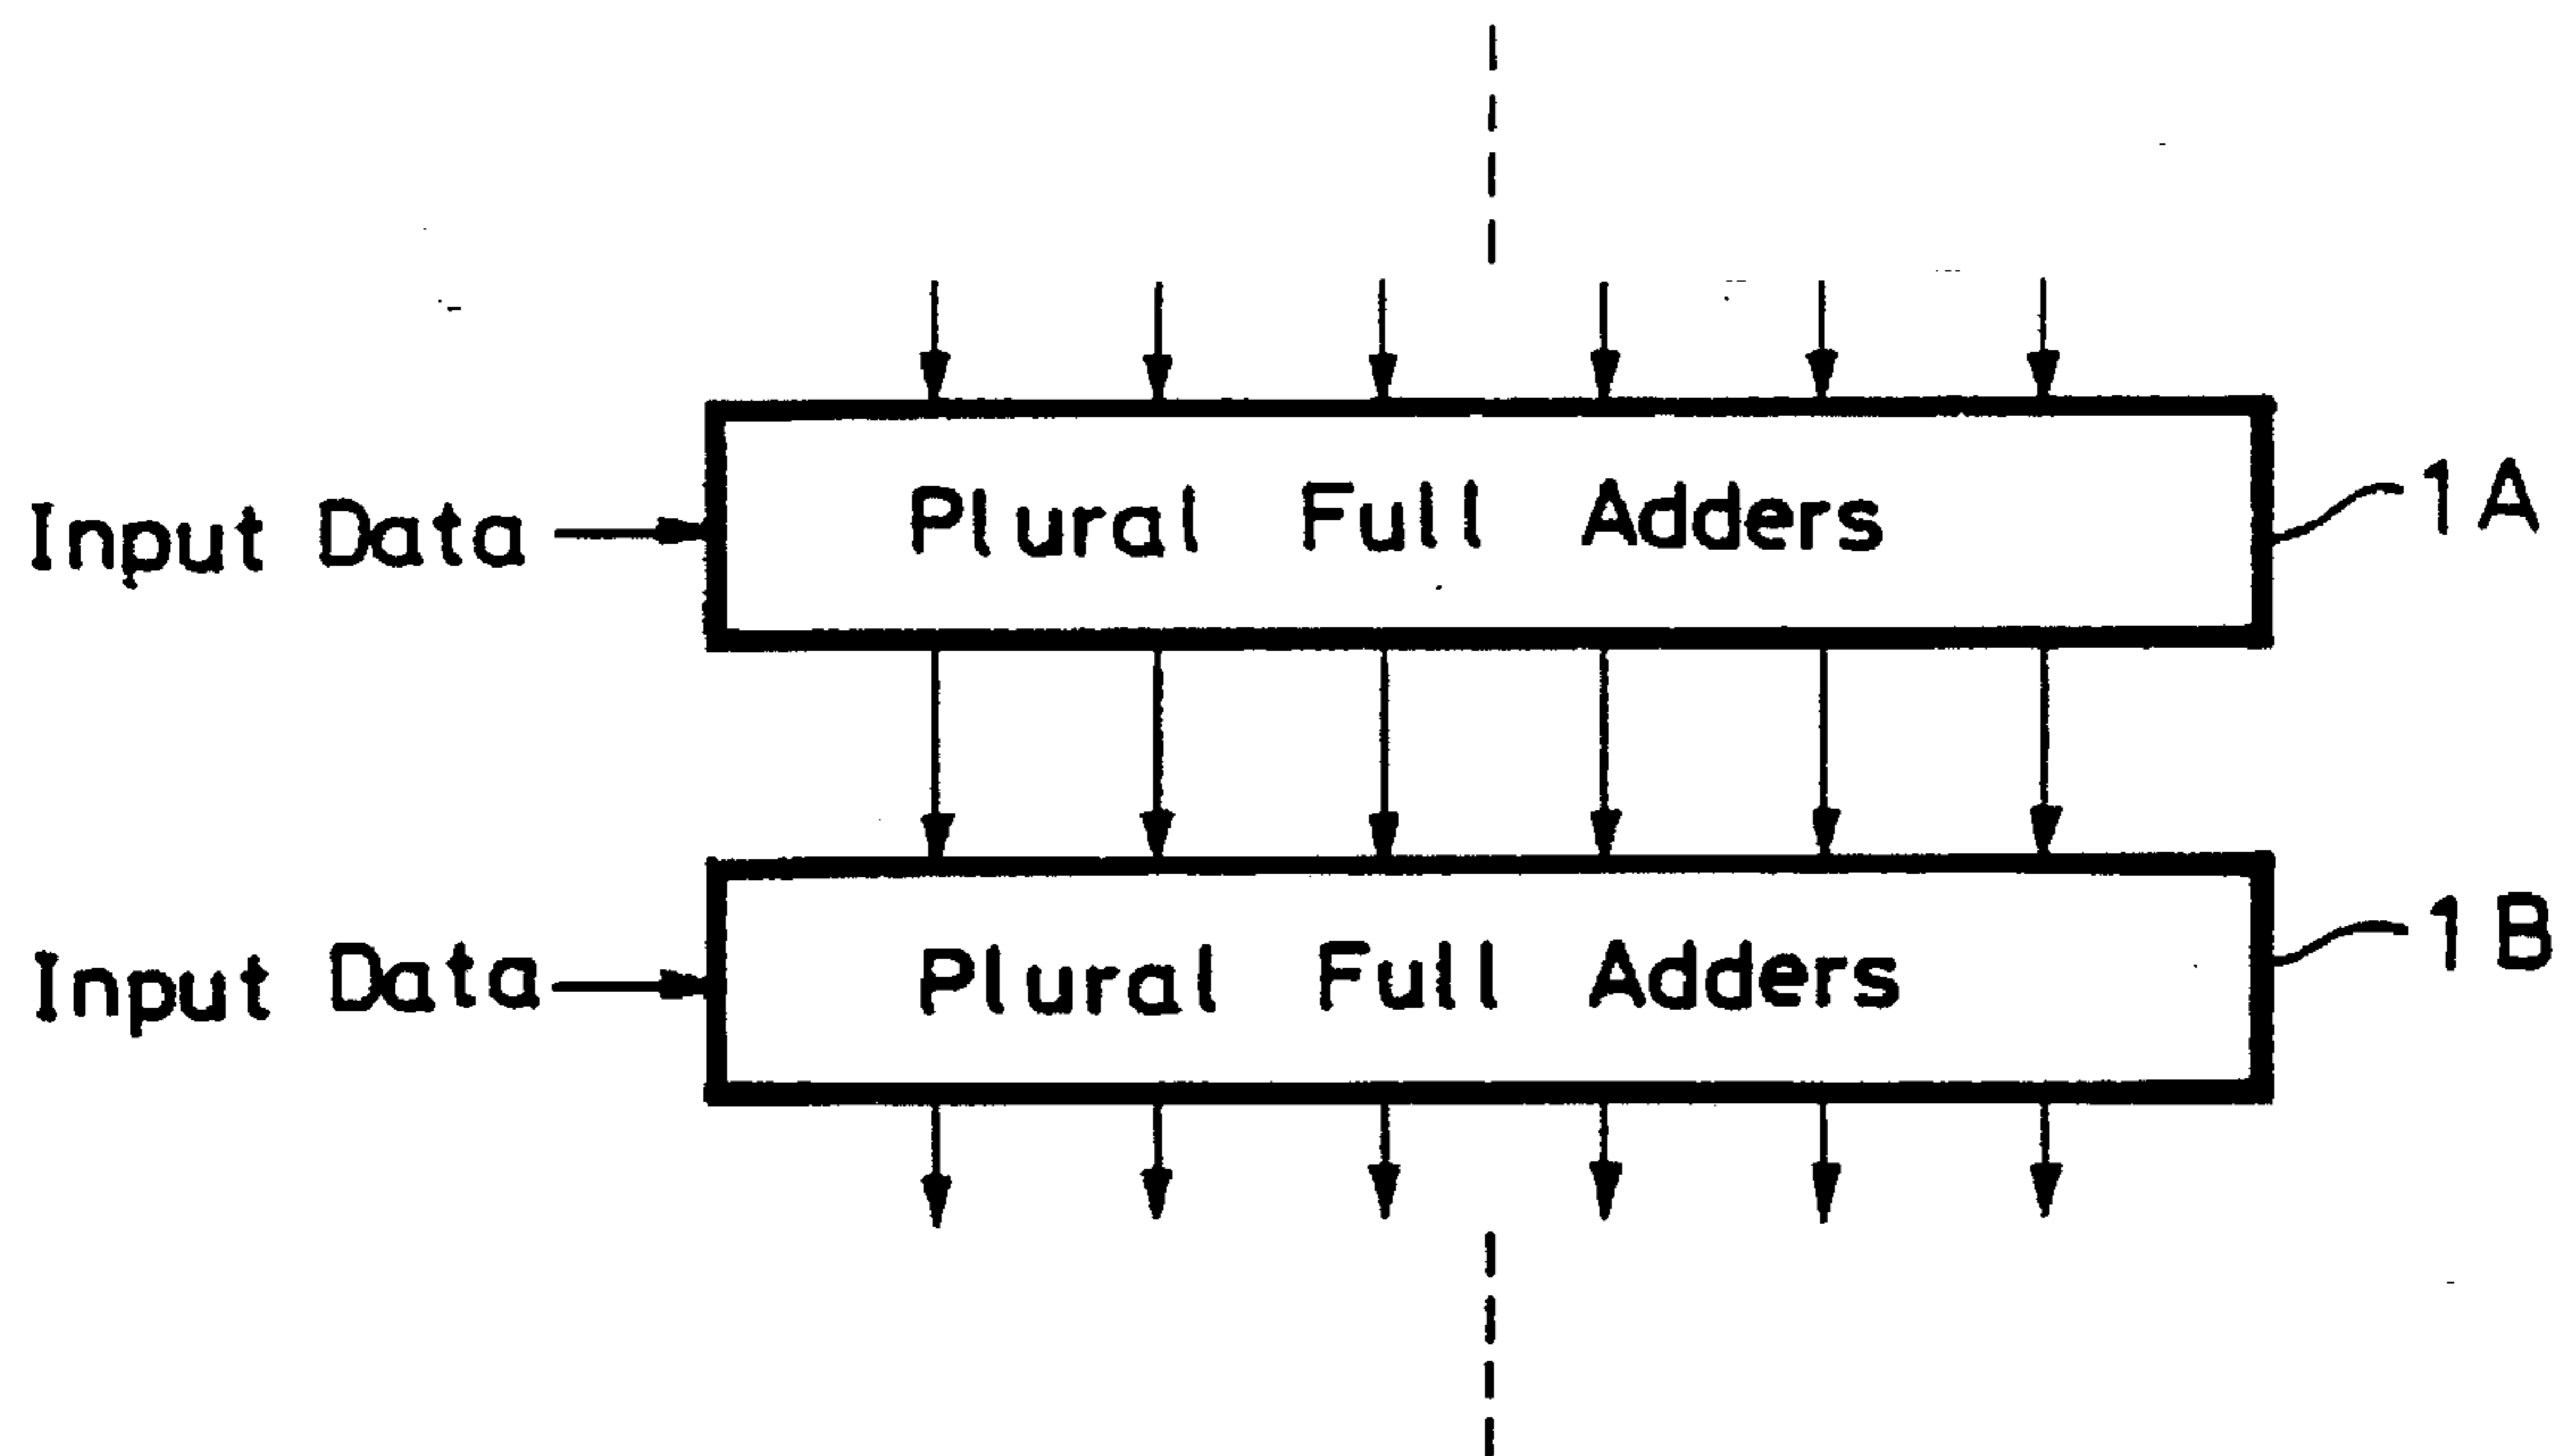 Input Data
Plural Full Adders
1A
Input Data
Plural Full Adders
1B